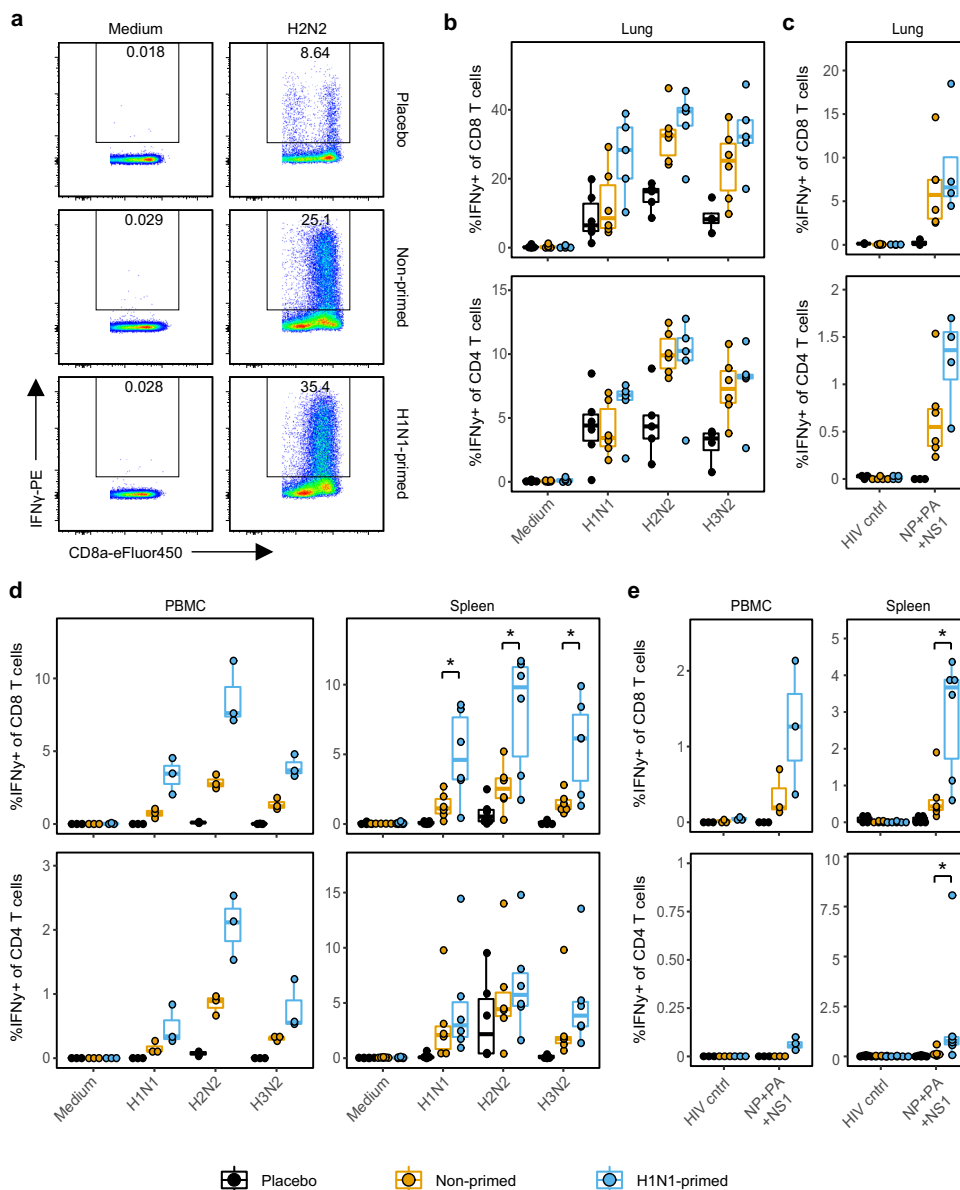 a
Medium
H2N2
0.018
8.64
Placebo
0.029
25.1
Non-primed
0.028
35.4
H1N1-primed
IFNγ-PE
CD8a-eFluor450
b
Lung
%IFNγ+ of CD8 T cells
40
20
0
%IFNγ+ of CD4 T cells
15
10
5
0
Medium
H1N1
H2N2
H3N2
c
Lung
%IFNγ+ of CD8 T cells
20
15
10
5
0
%IFNγ+ of CD4 T cells
2
1.5
1
0.5
0
HIV cntrl
NP+PA
+NS1
d
PBMC
Spleen
%IFNγ+ of CD8 T cells
10
5
0
10
5
0
*
*
*
%IFNγ+ of CD4 T cells
3
2
1
0
15
10
5
0
Medium
H1N1
H2N2
H3N2
Medium
H1N1
H2N2
H3N2
e
PBMC
Spleen
%IFNγ+ of CD8 T cells
2
1
0
5
4
3
2
1
0
*
%IFNγ+ of CD4 T cells
1
0.75
0.5
0.25
0
10
7.5
5
2.5
0
*
HIV cntrl
NP+PA
+NS1
HIV cntrl
NP+PA
+NS1
Placebo
Non-primed
H1N1-primed